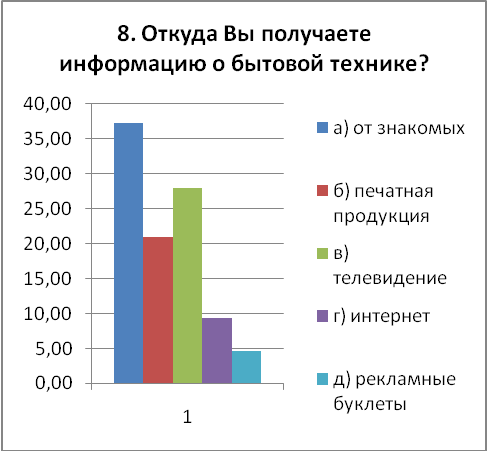 8. Откуда Вы получаете
информацию о бытовой технике?
40,00
35,00
30,00
25,00
20,00
15,00
10,00
5,00
0,00
1
а) от знакомых
б) печатная
продукция
в)
телевидение
г) интернет
д) рекламные
буклеты